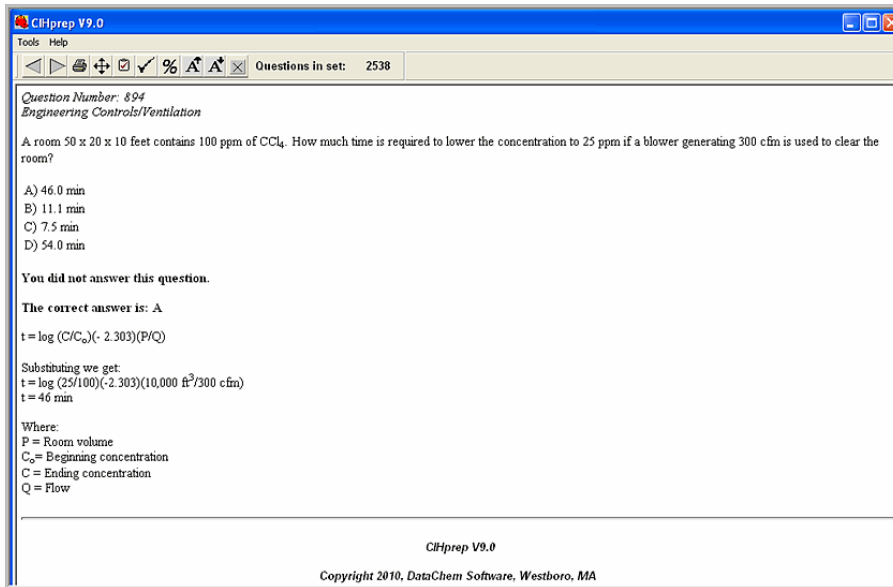 CIHprep V9.0
Tools Help
% A A Questions in set: 2538
Question Number: 894
Engineering Controls/Ventilation
A room 50 x 20 x 10 feet contains 100 ppm of CCl₄. How much time is required to lower the concentration to 25 ppm if a blower generating 300 cfm is used to clear the
room?
A) 46.0 min
B) 11.1 min
C) 7.5 min
D) 54.0 min
You did not answer this question.
The correct answer is: A
t = log (C/Cₒ)(- 2.303)(P/Q)
Substituting we get:
t = log (25/100)(-2.303)(10,000 ft³/300 cfm)
t = 46 min
Where:
P = Room volume
Cₒ= Beginning concentration
C = Ending concentration
Q = Flow
CIHprep V9.0
Copyright 2010, DataChem Software, Westboro, MA